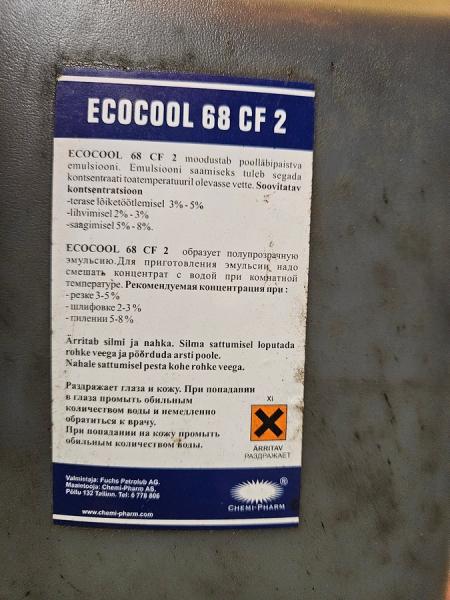 ECOCOOL 68 CF 2
ECOCOOL 68 CF 2 moodustab poolläbipaistva
emulsiooni. Emulsiooni saamiseks tuleb segada
kontsentraati toatemperatuuril olevasse vette. Soovitatav
kontsentratsioon
-terase lõiketöötlemisel 3% - 5%
-lihvimisel 2% - 3%
-saagimisel 5% - 8%.
ECOCOOL 68 CF 2 образует полупрозрачную
эмульсию.Для приготовления эмульсии надо
смешать концентрат с водой при комнатной
температуре. Рекомендуемая концентрация при :
- резке 3-5 %
- шлифовке 2-3 %
- пилении 5-8%
Ärritab silmi ja nahka. Silma sattumisel loputada
rohke veega ja pöörduda arsti poole.
Nahale sattumisel pesta kohe rohke veega.
Раздражает глаза и кожу. При попадании
в глаза промыть обильным
количеством воды и немедленно
обратиться к врачу.
При попадании на кожу промыть
обильным количеством воды.
Xi
ÄRRITAV
РАЗДРАЖАЕТ
Valmistaja: Fuchs Petrolub AG.
Maaletooja: Chemi-Pharm AS,
Põllu 132 Tallinn. Tel: 6 778 806
www.chemi-pharm.com
®
CHEMI-PHARM